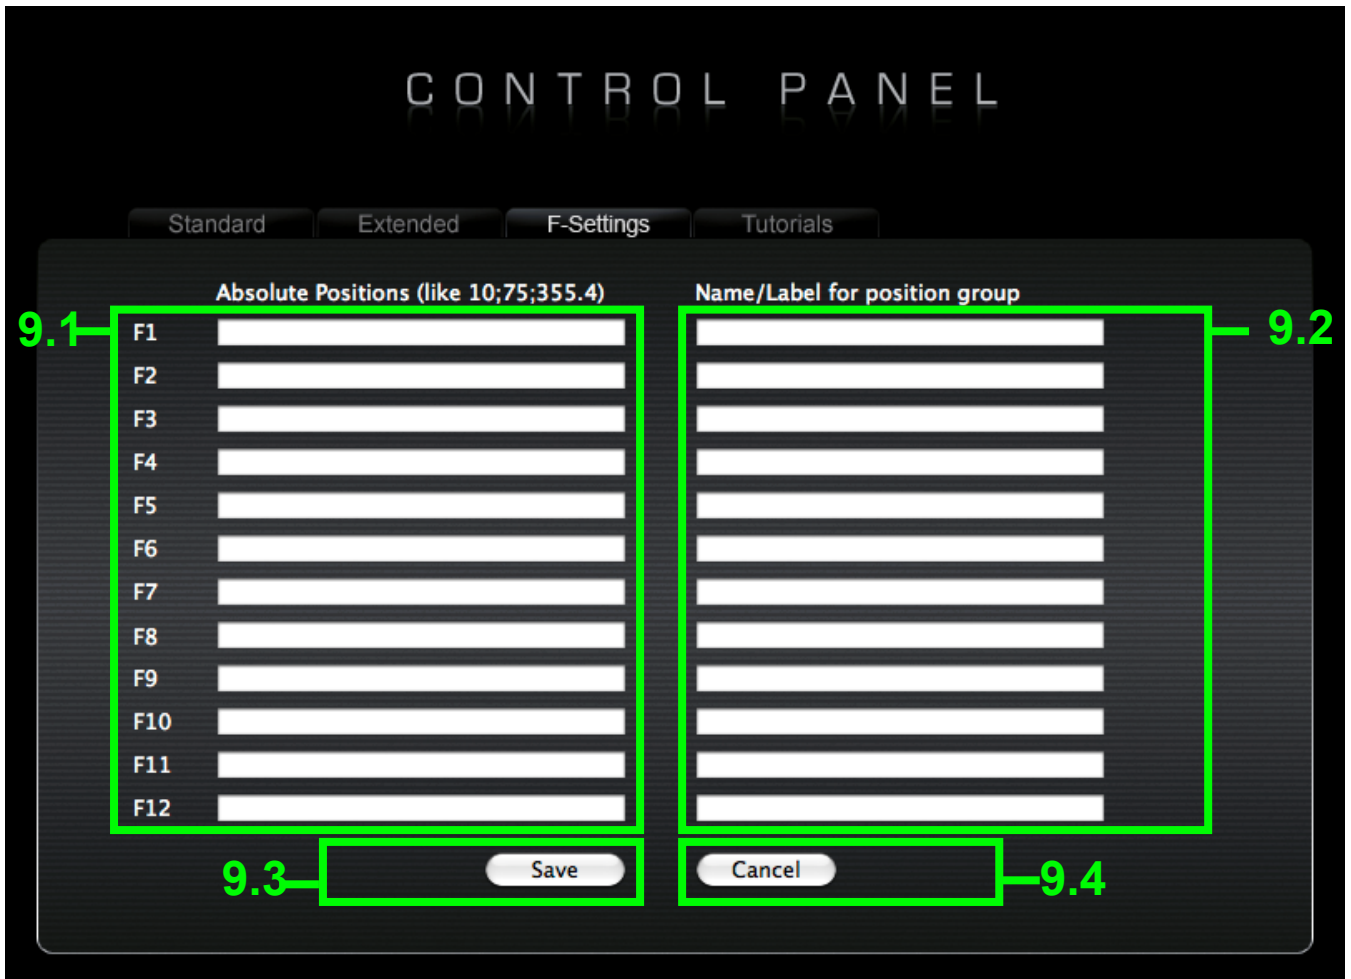 CONTROL PANEL
Standard Extended F-Settings Tutorials
Absolute Positions (like 10;75;355.4) Name/Label for position group
9.1 F1 9.2
F2
F3
F4
F5
F6
F7
F8
F9
F10
F11
F12
9.3 Save Cancel 9.4